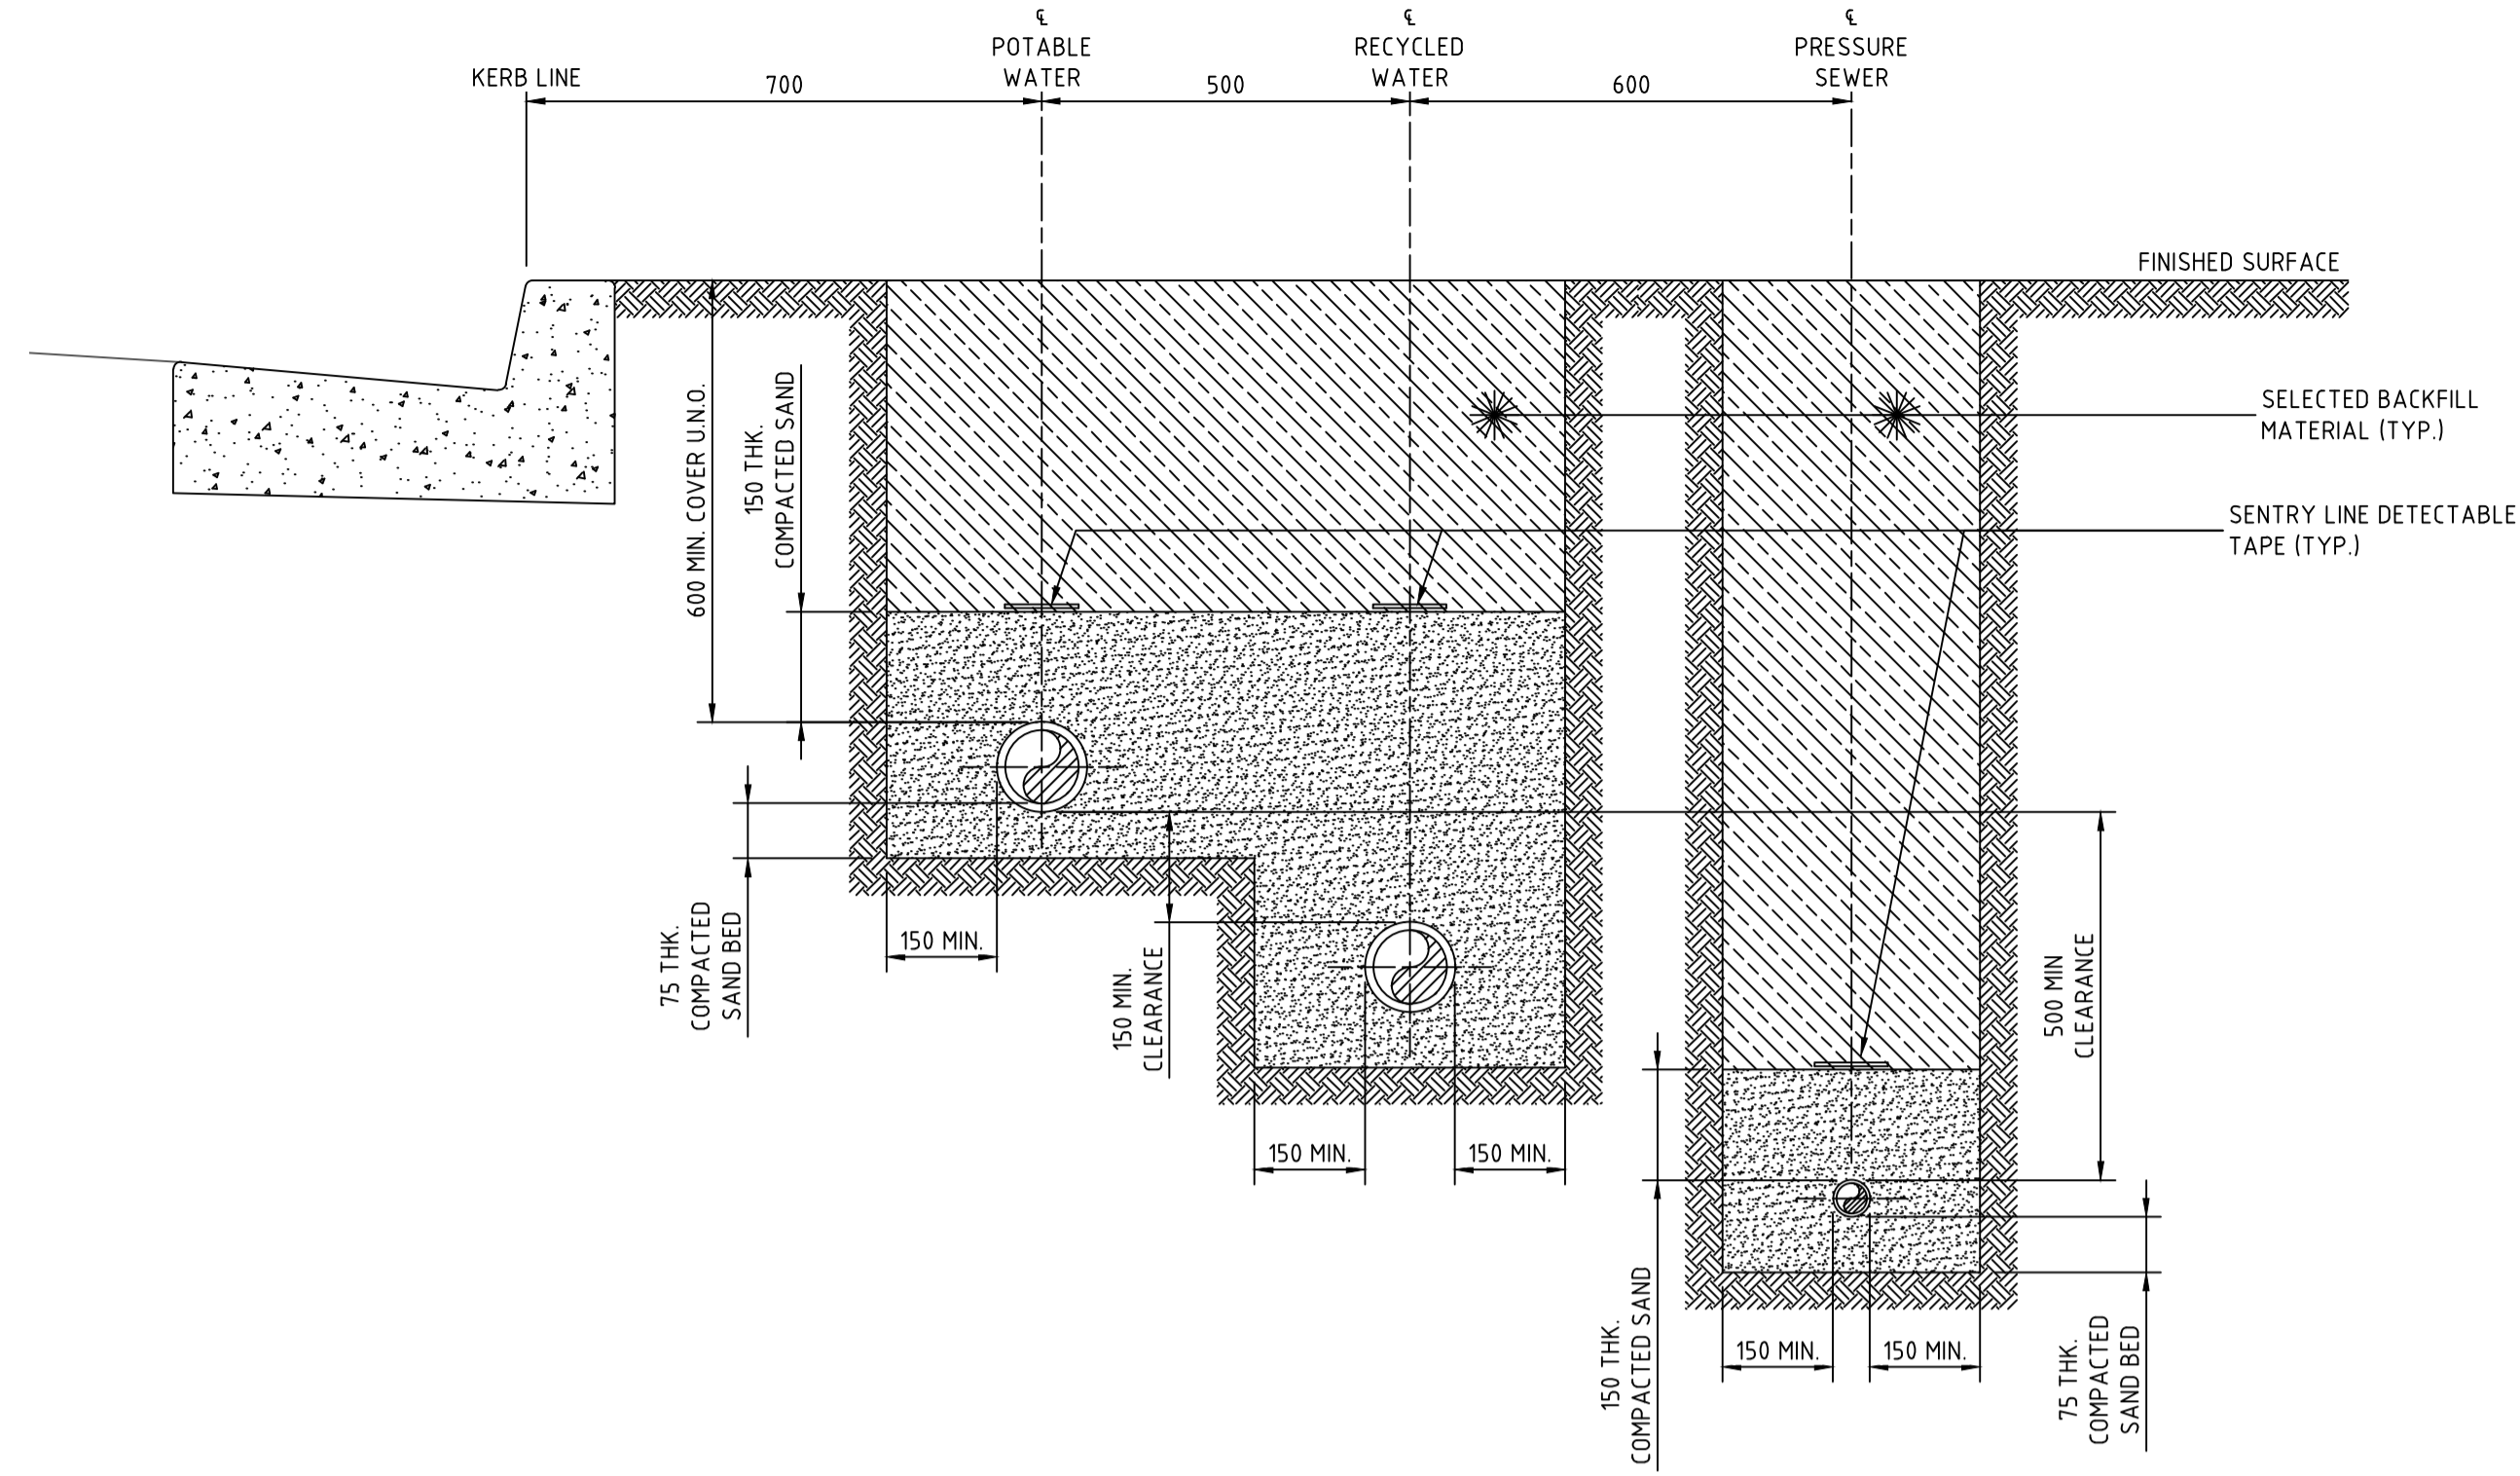 ℄
POTABLE
WATER
℄
RECYCLED
WATER
℄
PRESSURE
SEWER
KERB LINE
700
500
600
FINISHED SURFACE
SELECTED BACKFILL
MATERIAL (TYP.)
SENTRY LINE DETECTABLE
TAPE (TYP.)
600 MIN. COVER U.N.O.
150 THK.
COMPACTED SAND
75 THK.
COMPACTED
SAND BED
150 MIN.
150 MIN.
CLEARANCE
150 MIN.
150 MIN.
500 MIN
CLEARANCE
150 THK.
COMPACTED SAND
150 MIN.
150 MIN.
75 THK.
COMPACTED
SAND BED